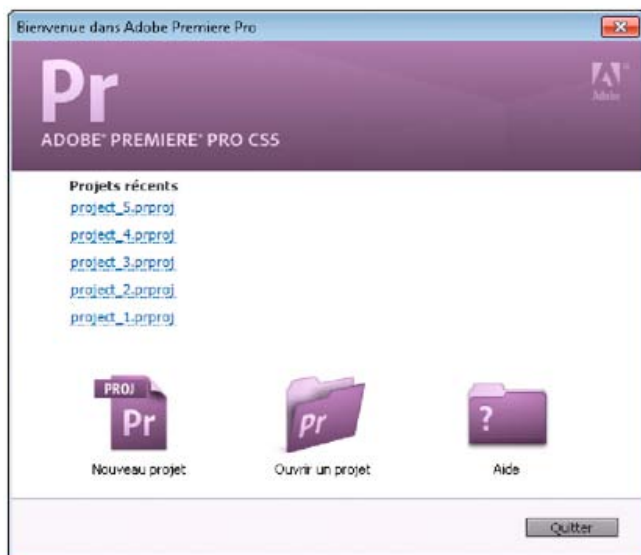 Bienvenue dans Adobe Premiere Pro
Pr
Adobe
ADOBE® PREMIERE® PRO CS5
Projets récents
project_5.prproj
project_4.prproj
project_3.prproj
project_2.prproj
project_1.prproj
PROJ
Pr
Pr
?
Nouveau projet
Ouvrir un projet
Aide
Quitter